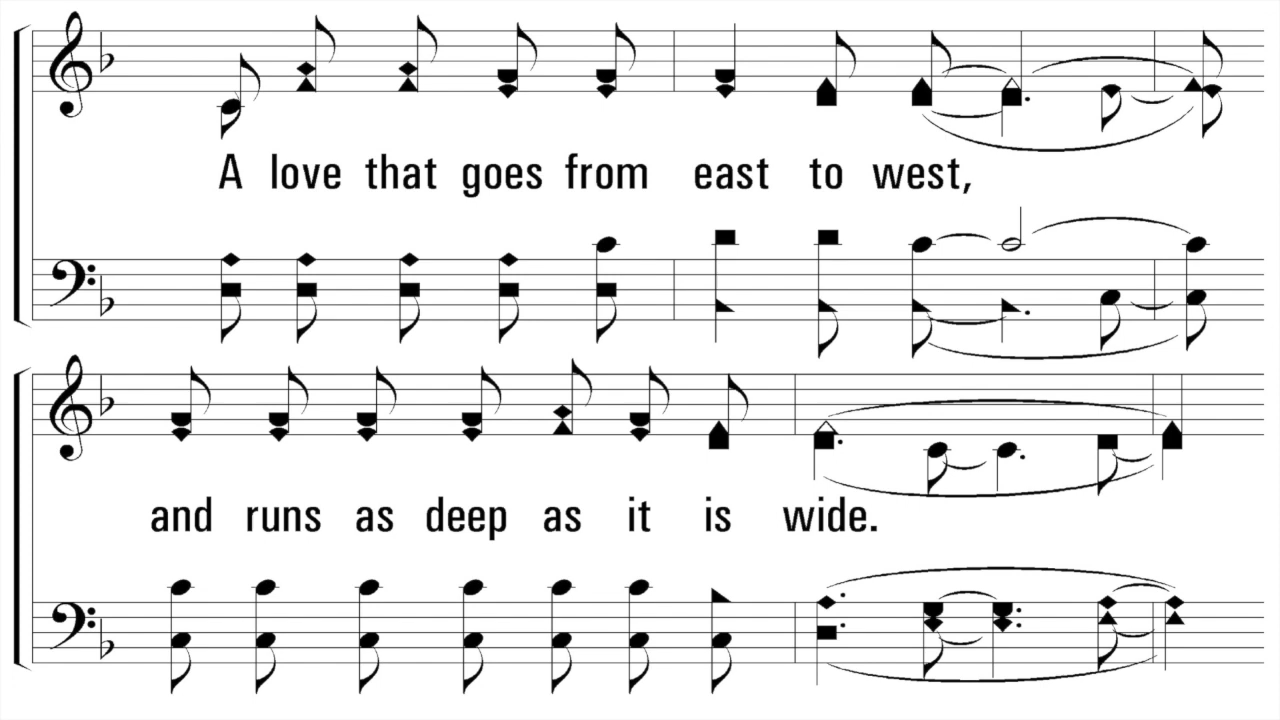 A love that goes from east to west,
and runs as deep as it is wide.